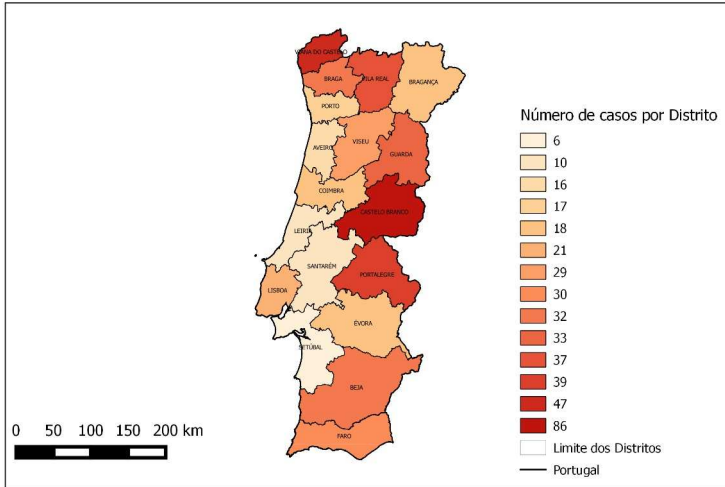 VIANA DO CASTELO
BRAGA
VILA REAL
BRAGANÇA
PORTO
AVEIRO
VISEU
GUARDA
COIMBRA
CASTELO BRANCO
LEIRIA
SANTARÉM
PORTALEGRE
LISBOA
ÉVORA
SETÚBAL
BEJA
FARO
0 50 100 150 200 km
Número de casos por Distrito
6
10
16
17
18
21
29
30
32
33
37
39
47
86
Limite dos Distritos
Portugal